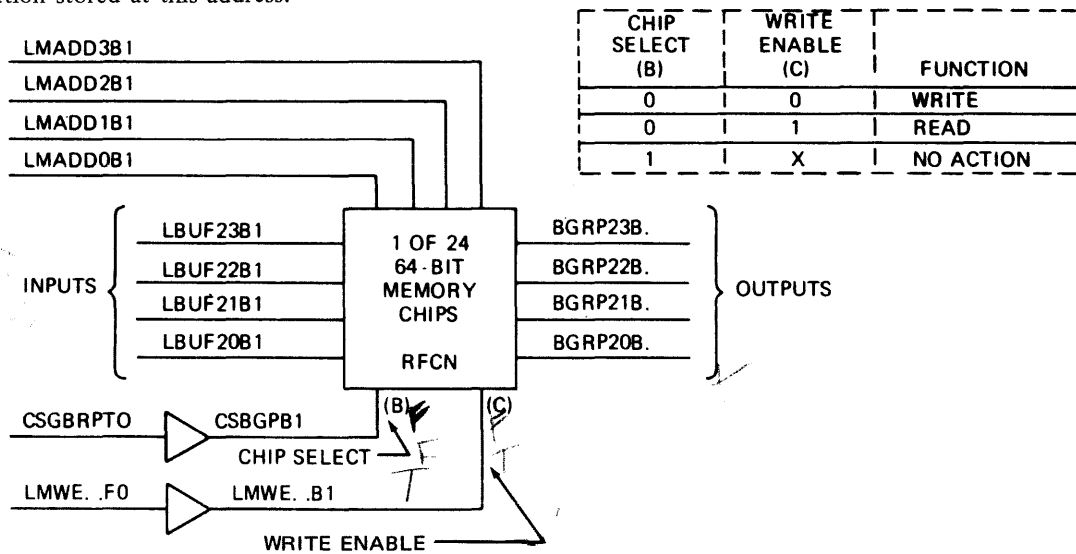 tion stored at this address.
LMADD3B1
LMADD2B1
LMADD1B1
LMADD0B1
CHIP SELECT (B) WRITE ENABLE (C) FUNCTION
0 0 WRITE
0 1 READ
1 X NO ACTION
INPUTS
LBUF23B1
LBUF22B1
LBUF21B1
LBUF20B1
1 OF 24
64-BIT
MEMORY
CHIPS
RFCN
BGRP23B.
BGRP22B.
BGRP21B.
BGRP20B.
OUTPUTS
(B) (C)
CSGBRPTO CSBGPB1
CHIP SELECT
LMWE. .F0 LMWE. .B1
WRITE ENABLE